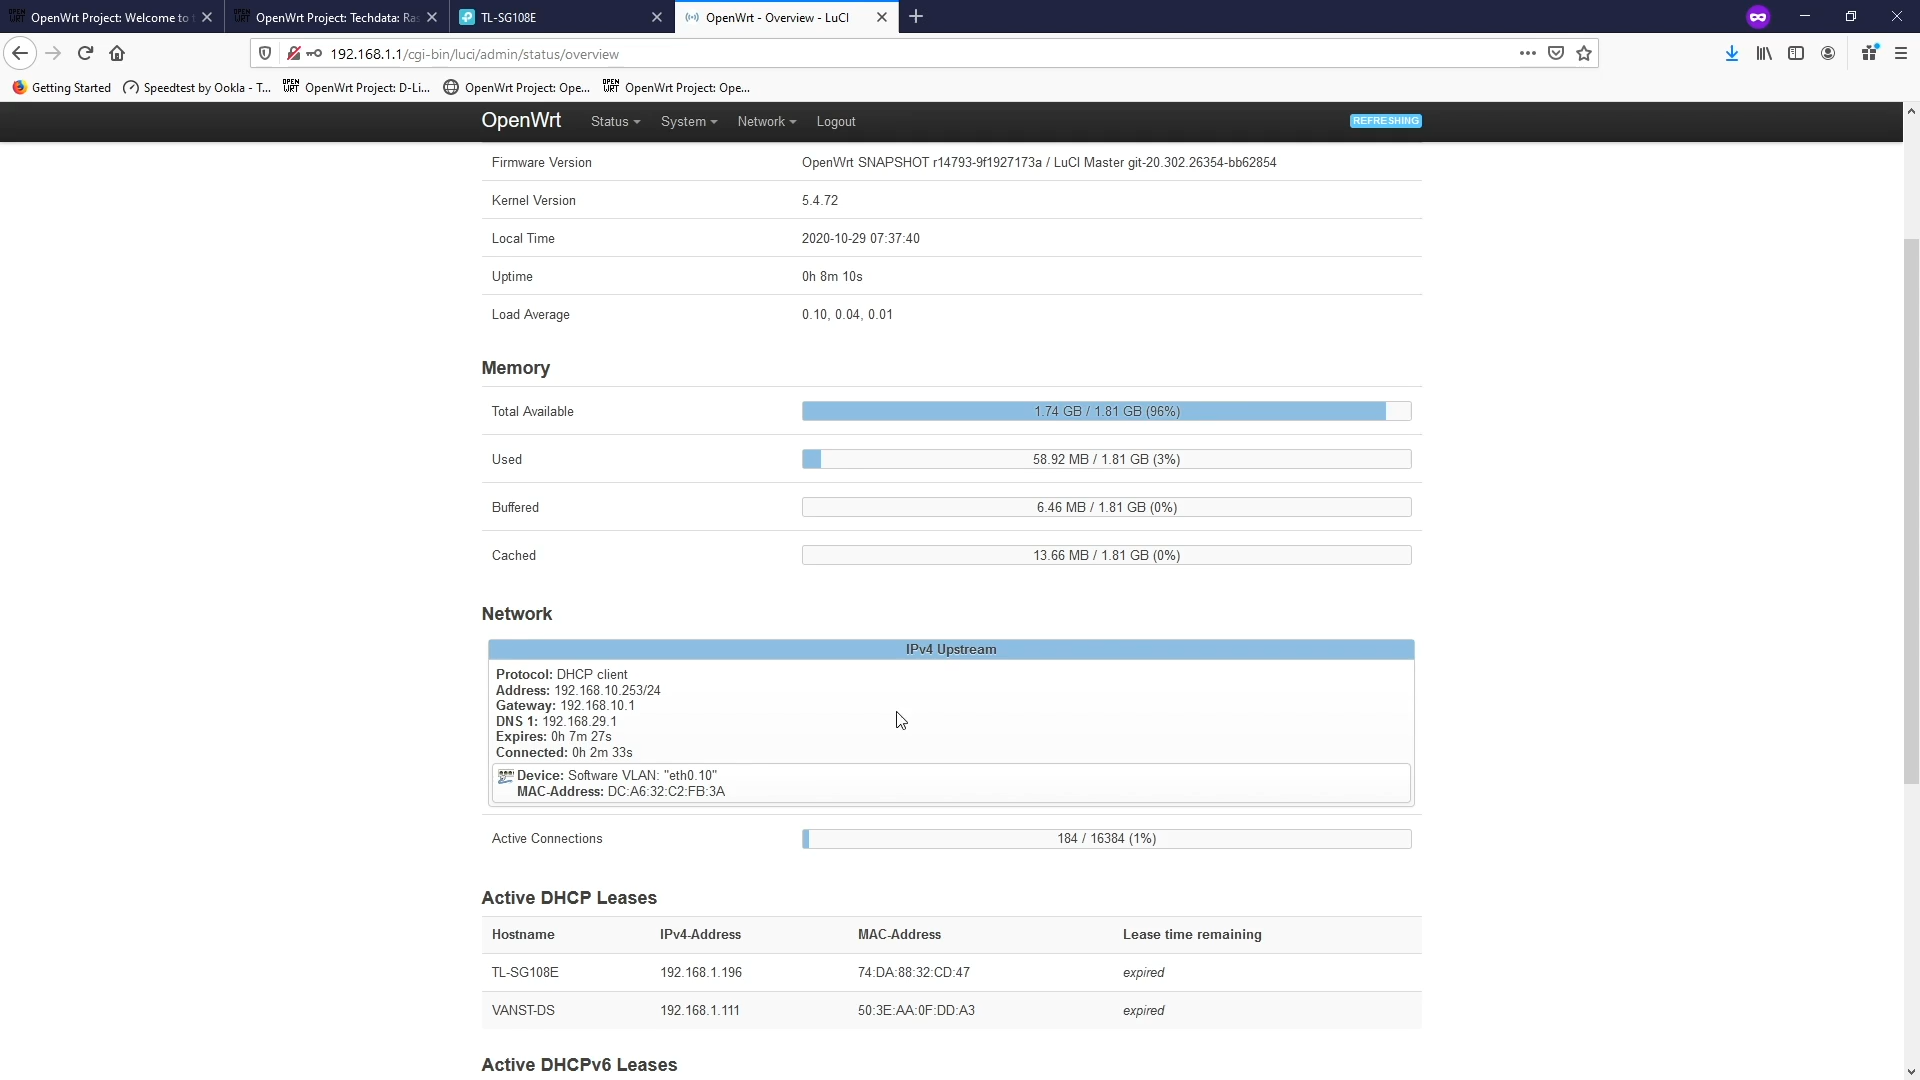 OpenWrt Project: Welcome to t
OpenWrt Project: Techdata: Ras
TL-SG108E
OpenWrt - Overview - LuCI
192.168.1.1/cgi-bin/luci/admin/status/overview
Getting Started
Speedtest by Ookla - T...
OpenWrt Project: D-Li...
OpenWrt Project: Ope...
OpenWrt Project: Ope...
OpenWrt
Status
System
Network
Logout
REFRESHING
Firmware Version
OpenWrt SNAPSHOT r14793-9f1927173a / LuCI Master git-20.302.26354-bb62854
Kernel Version
5.4.72
Local Time
2020-10-29 07:37:40
Uptime
0h 8m 10s
Load Average
0.10, 0.04, 0.01
Memory
Total Available
1.74 GB / 1.81 GB (96%)
Used
58.92 MB / 1.81 GB (3%)
Buffered
6.46 MB / 1.81 GB (0%)
Cached
13.66 MB / 1.81 GB (0%)
Network
IPv4 Upstream
Protocol: DHCP client
Address: 192.168.10.253/24
Gateway: 192.168.10.1
DNS 1: 192.168.29.1
Expires: 0h 7m 27s
Connected: 0h 2m 33s
Device: Software VLAN: "eth0.10"
MAC-Address: DC:A6:32:C2:FB:3A
Active Connections
184 / 16384 (1%)
Active DHCP Leases
Hostname
IPv4-Address
MAC-Address
Lease time remaining
TL-SG108E
192.168.1.196
74:DA:88:32:CD:47
expired
VANST-DS
192.168.1.111
50:3E:AA:0F:DD:A3
expired
Active DHCPv6 Leases